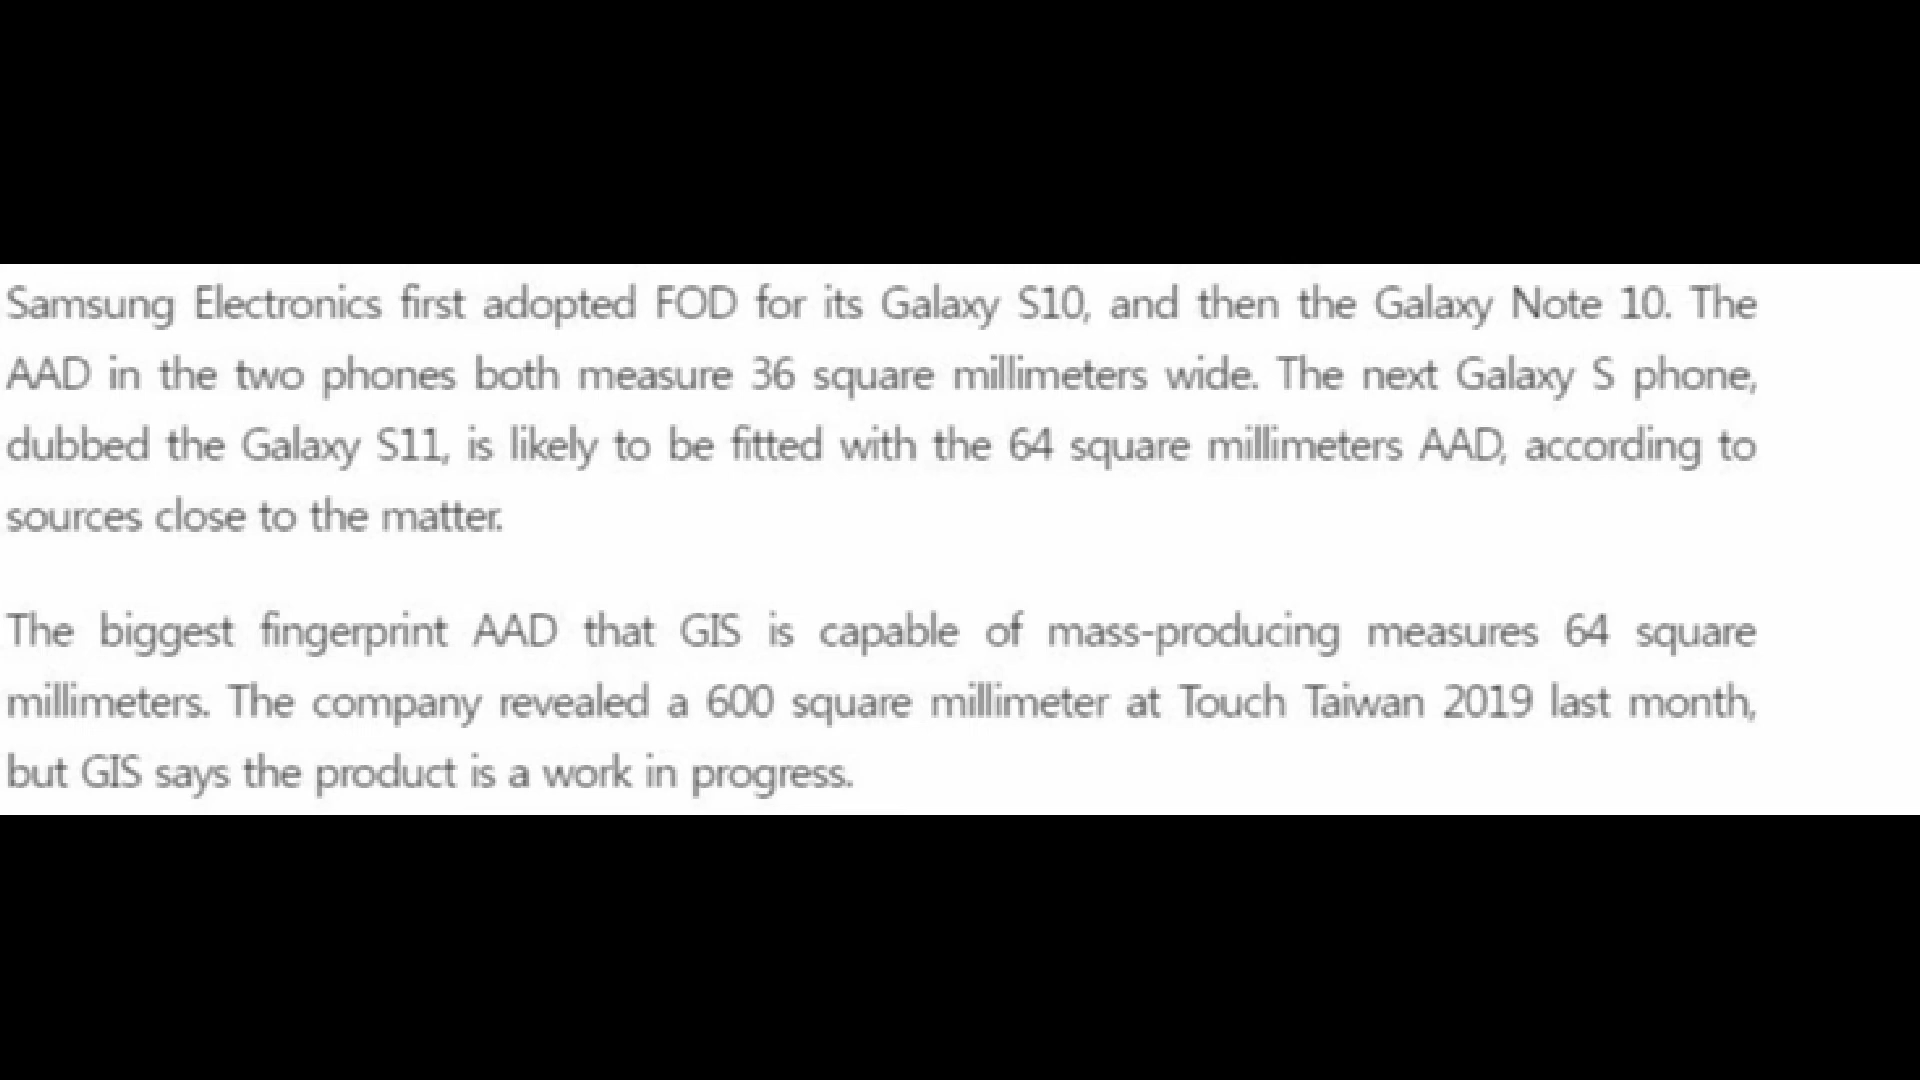 Samsung Electronics first adopted FOD for its Galaxy S10, and then the Galaxy Note 10. The
AAD in the two phones both measure 36 square millimeters wide. The next Galaxy S phone,
dubbed the Galaxy S11, is likely to be fitted with the 64 square millimeters AAD, according to
sources close to the matter.
The biggest fingerprint AAD that GIS is capable of mass-producing measures 64 square
millimeters. The company revealed a 600 square millimeter at Touch Taiwan 2019 last month,
but GIS says the product is a work in progress.